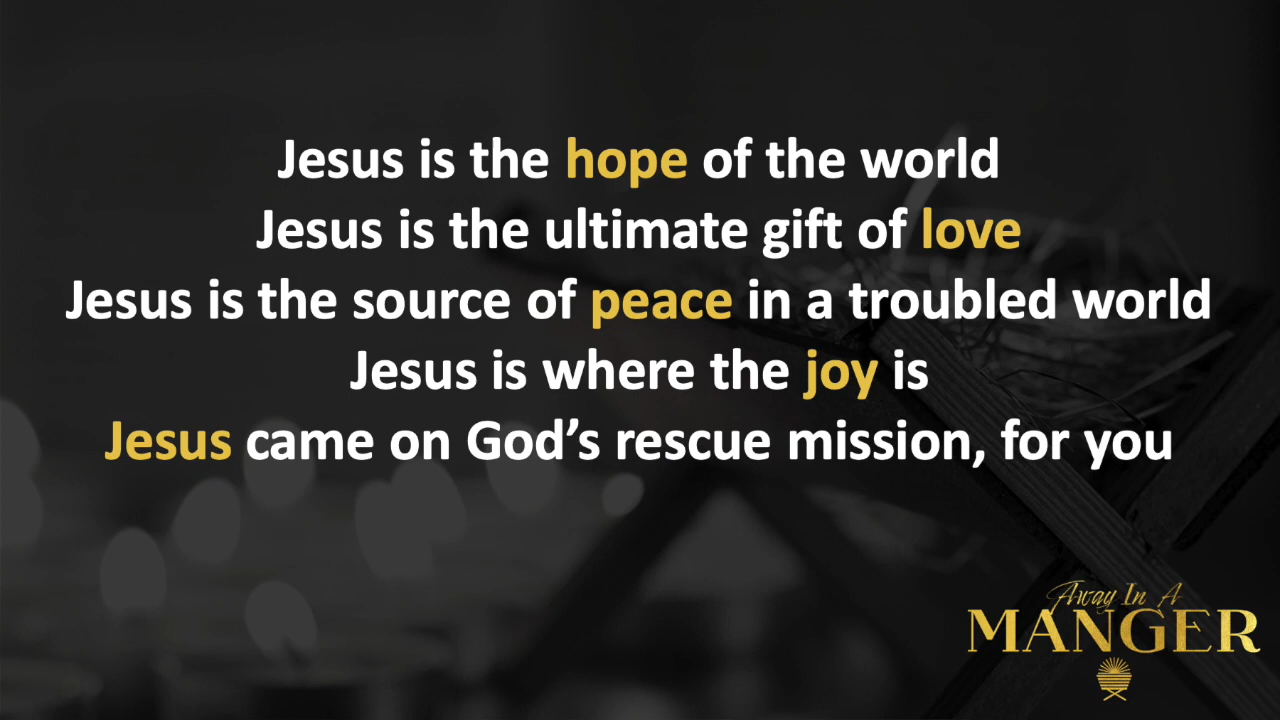 Jesus is the hope of the world
Jesus is the ultimate gift of love
Jesus is the source of peace in a troubled world
Jesus is where the joy is
Jesus came on God’s rescue mission, for you
Away In A
MANGER